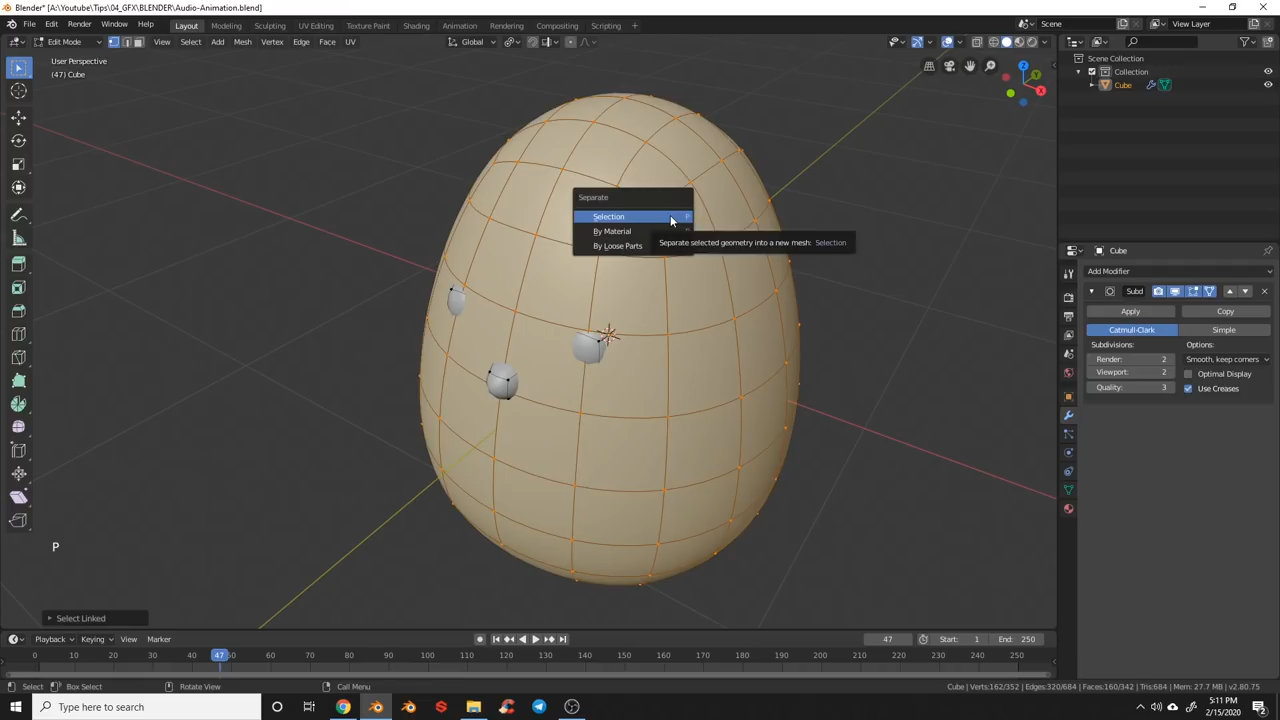 Blender* [A:\Youtube\Tips\04_GFX\BLENDER\Audio-Animation.blend]
File Edit Render Window Help Layout Modeling Sculpting UV Editing Texture Paint Shading Animation Rendering Compositing Scripting + Scene View Layer
Edit Mode View Select Add Mesh Vertex Edge Face UV Global
User Perspective
(47) Cube
Z
Y
X
Scene Collection
Collection
Cube
Separate
Selection P
By Material P
By Loose Parts
Separate selected geometry into a new mesh: Selection
Cube
Add Modifier
Subd
Apply Copy
Catmull-Clark Simple
Subdivisions: Options:
Render: 2 Smooth, keep corners
Viewport: 2 Optimal Display
Quality: 3 Use Creases
P
Select Linked
Playback Keying View Marker 47 Start: 1 End: 250
0 10 20 30 40 47 50 60 70 80 90 100 110 120 130 140 150 160 170 180 190 200 210 220 230 240 250
Select Box Select Rotate View Call Menu Cube | Verts:162/352 | Edges:320/684 | Faces:160/342 | Tris:684 | Mem: 27.7 MB | v2.80.75
Type here to search
5:11 PM
2/15/2020
2